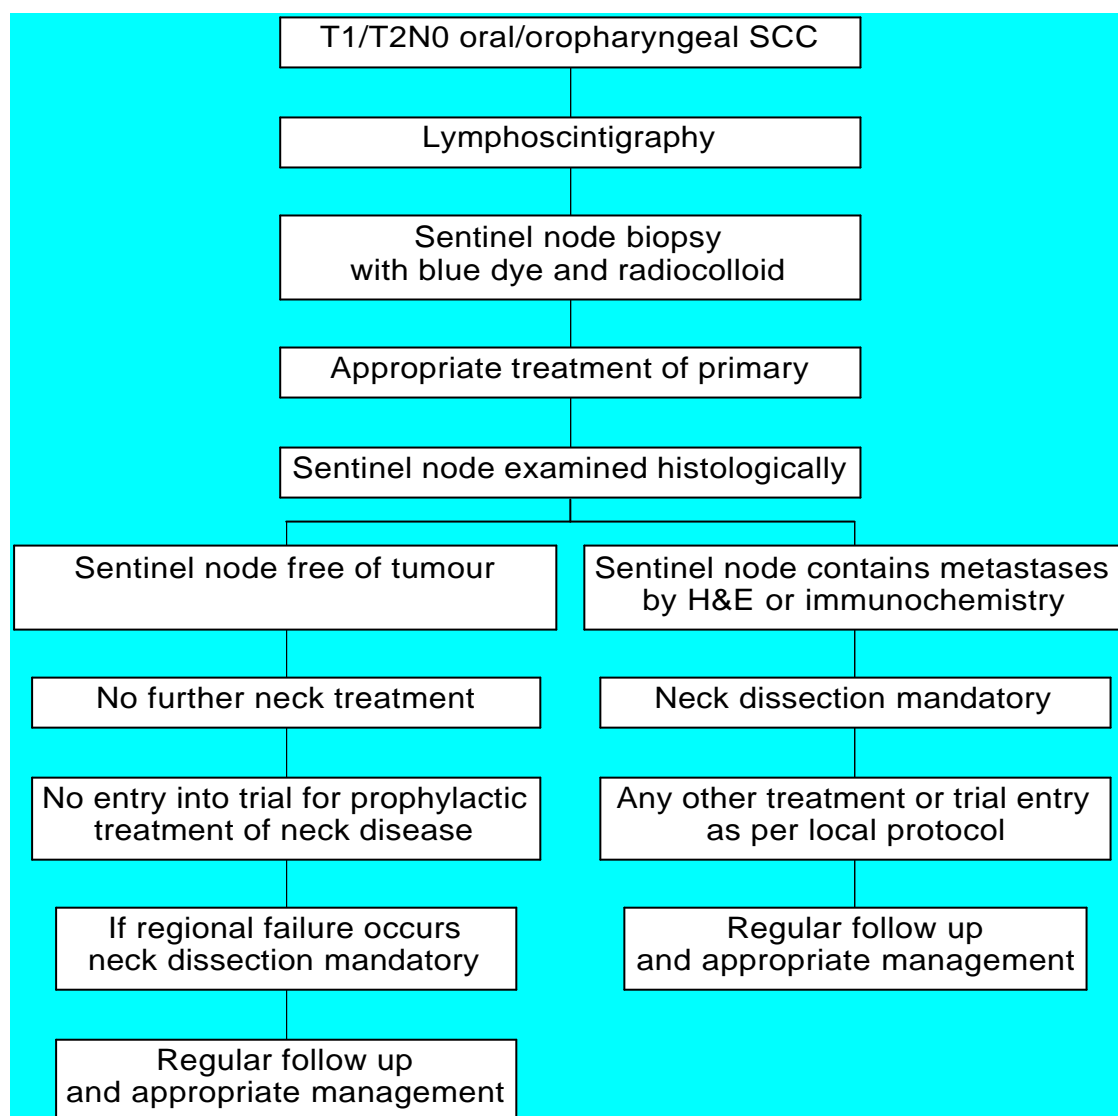 T1/T2N0 oral/oropharyngeal SCC
Lymphoscintigraphy
Sentinel node biopsy
with blue dye and radiocolloid
Appropriate treatment of primary
Sentinel node examined histologically
Sentinel node free of tumour
Sentinel node contains metastases
by H&E or immunochemistry
No further neck treatment
Neck dissection mandatory
No entry into trial for prophylactic
treatment of neck disease
Any other treatment or trial entry
as per local protocol
If regional failure occurs
neck dissection mandatory
Regular follow up
and appropriate management
Regular follow up
and appropriate management